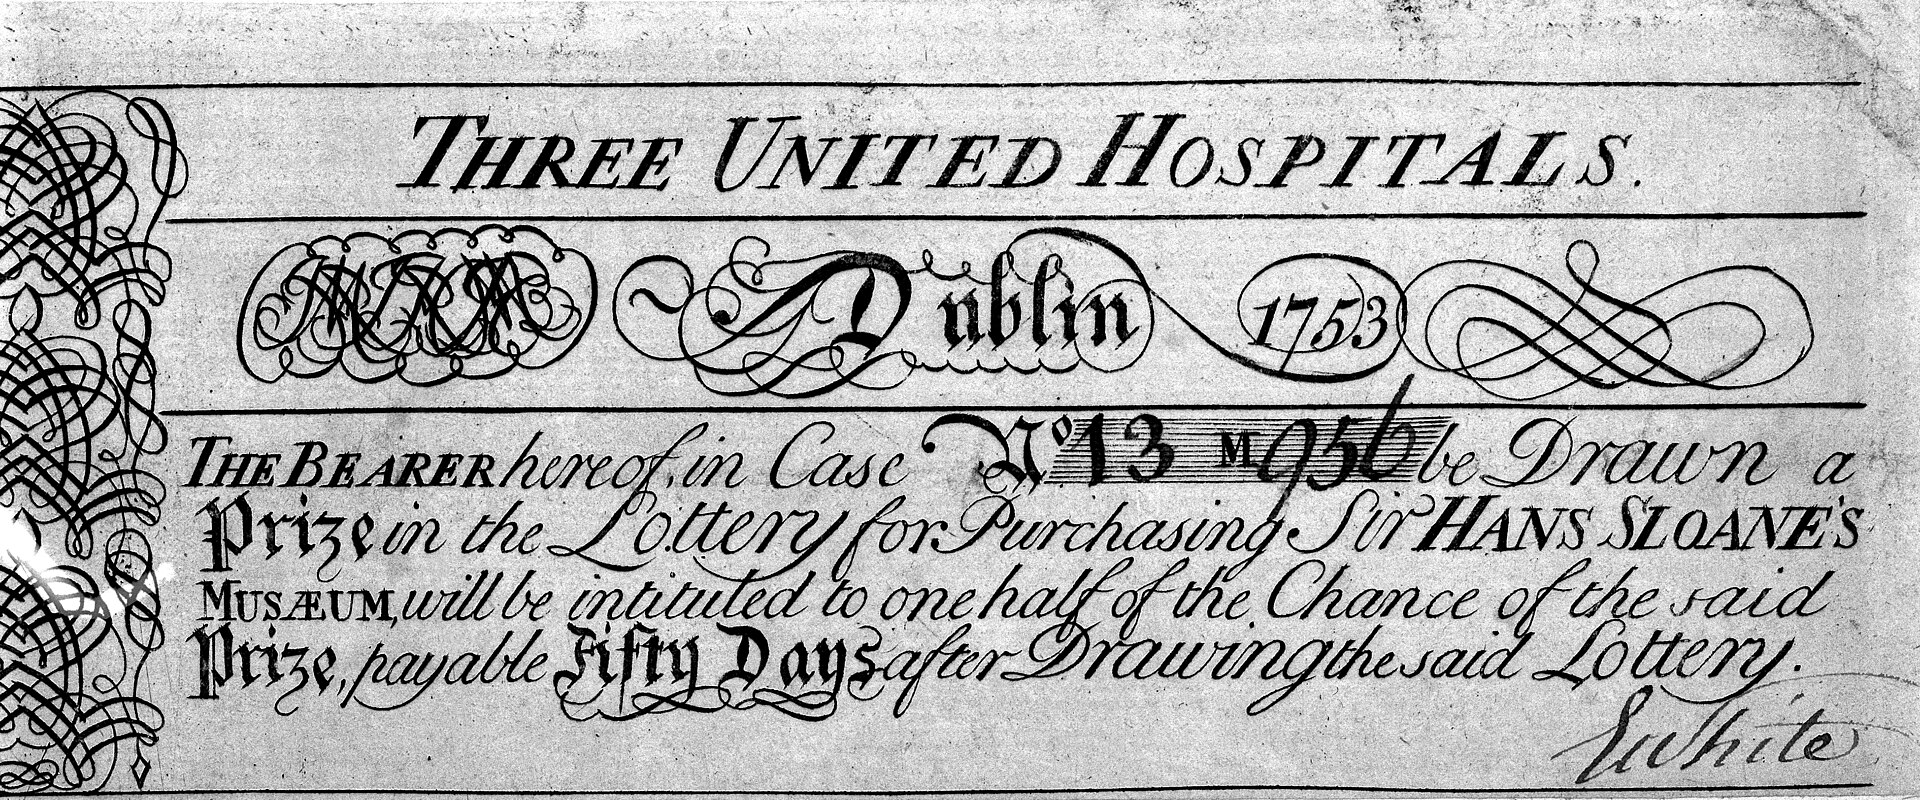 THREE UNITED HOSPITALS.
Dublin 1753
THE BEARER hereof, in Case No 13 M 956 be Drawn a
Prize in the Lottery for Purchasing Sir HANS SLOANE'S
MUSÆUM, will be intituled to one half of the Chance of the said
Prize, payable Fifty Days after Drawing the said Lottery.
White